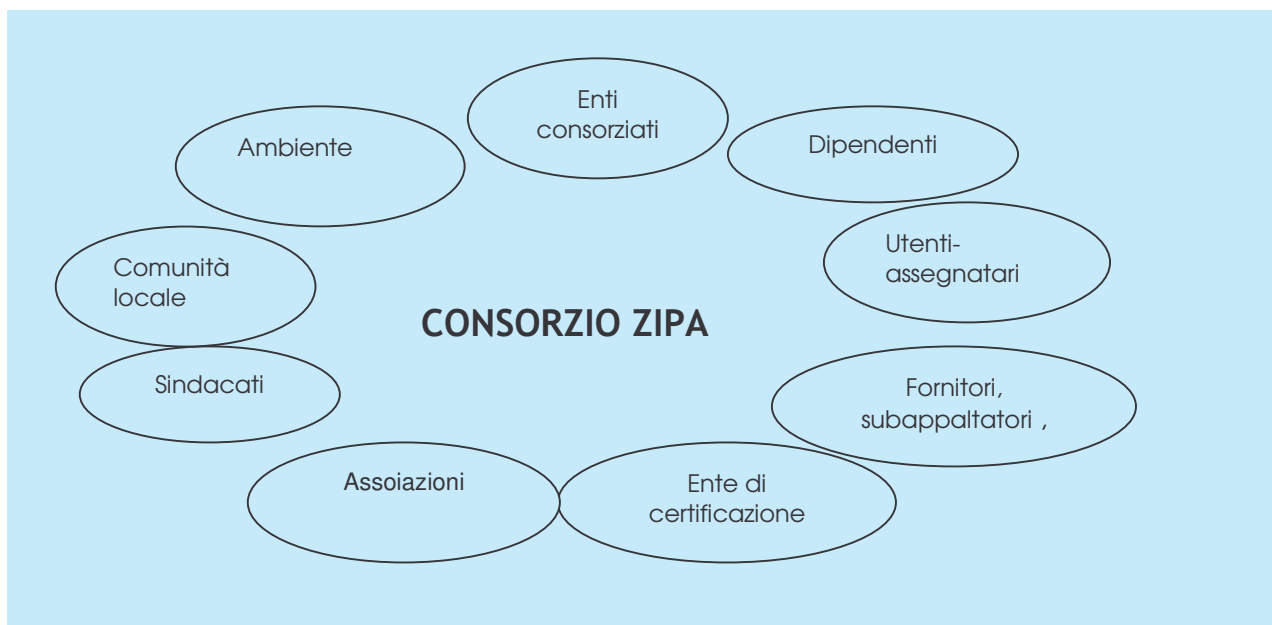 Enti
consorziati
Ambiente
Dipendenti
Utenti-
assegnatari
Comunità
locale
CONSORZIO ZIPA
Sindacati
Fornitori,
subappaltatori ,
Assoiazioni
Ente di
certificazione